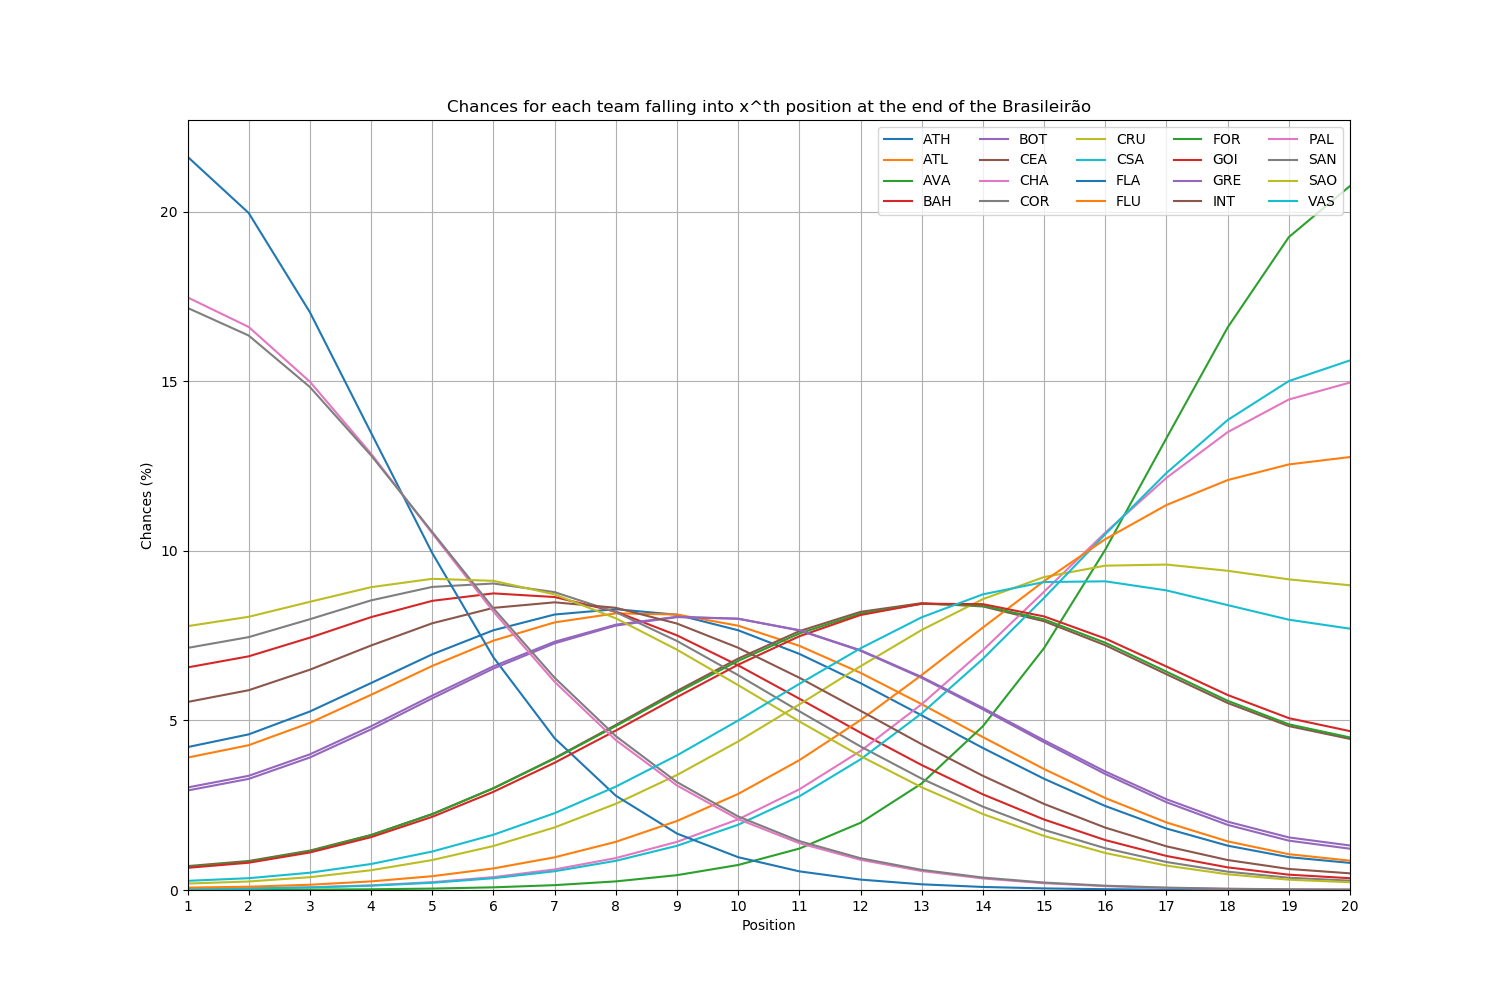 Chances for each team falling into x^th position at the end of the Brasileirão
ATH BOT CRU FOR PAL
ATL CEA CSA GOI SAN
AVA CHA FLA GRE SAO
BAH COR FLU INT VAS
20
15
10
5
0
Chances (%)
1 2 3 4 5 6 7 8 9 10 11 12 13 14 15 16 17 18 19 20
Position